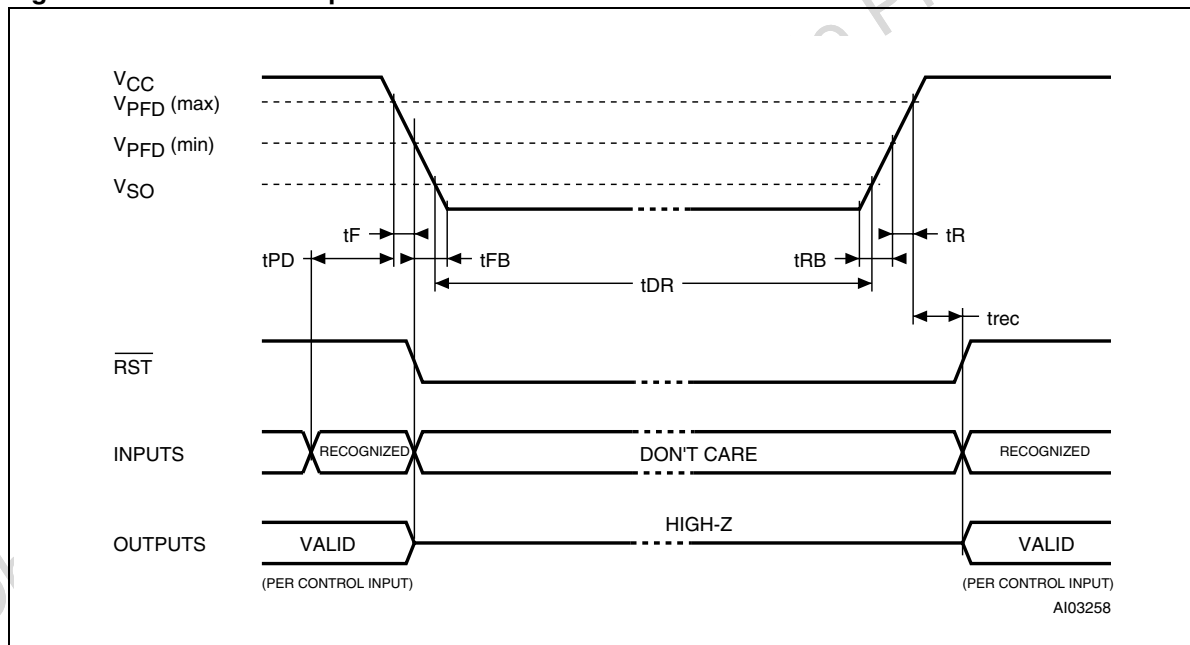 VCC
VPFD (max)
VPFD (min)
VSO
tF
tR
tPD
tFB
tRB
tDR
trec
RST
INPUTS
RECOGNIZED
DON'T CARE
RECOGNIZED
HIGH-Z
OUTPUTS
VALID
VALID
(PER CONTROL INPUT)
(PER CONTROL INPUT)
AI03258